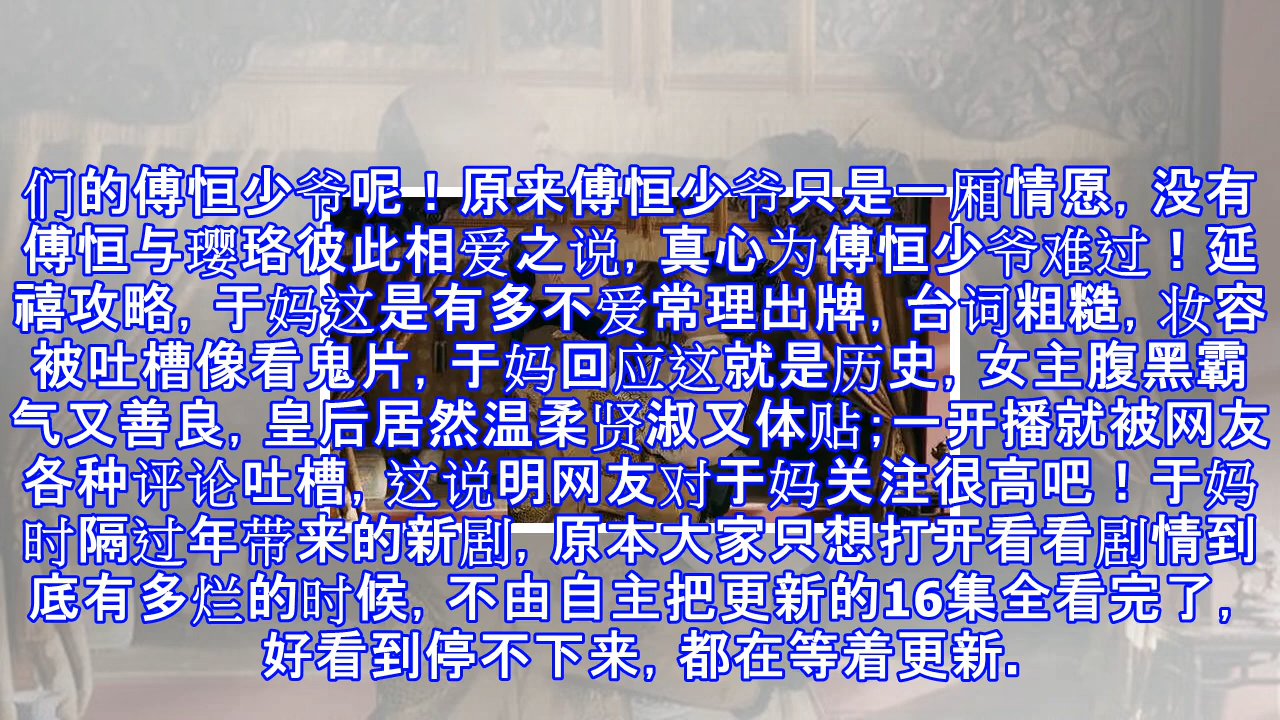 们的傅恒少爷呢！原来傅恒少爷只是一厢情愿, 没有
傅恒与璎珞彼此相爱之说, 真心为傅恒少爷难过！延
禧攻略, 于妈这是有多不爱常理出牌, 台词粗糙, 妆容
被吐槽像看鬼片, 于妈回应这就是历史, 女主腹黑霸
气又善良, 皇后居然温柔贤淑又体贴;一开播就被网友
各种评论吐槽, 这说明网友对于妈关注很高吧！于妈
时隔过年带来的新剧, 原本大家只想打开看看剧情到
底有多烂的时候, 不由自主把更新的16集全看完了,
好看到停不下来, 都在等着更新.